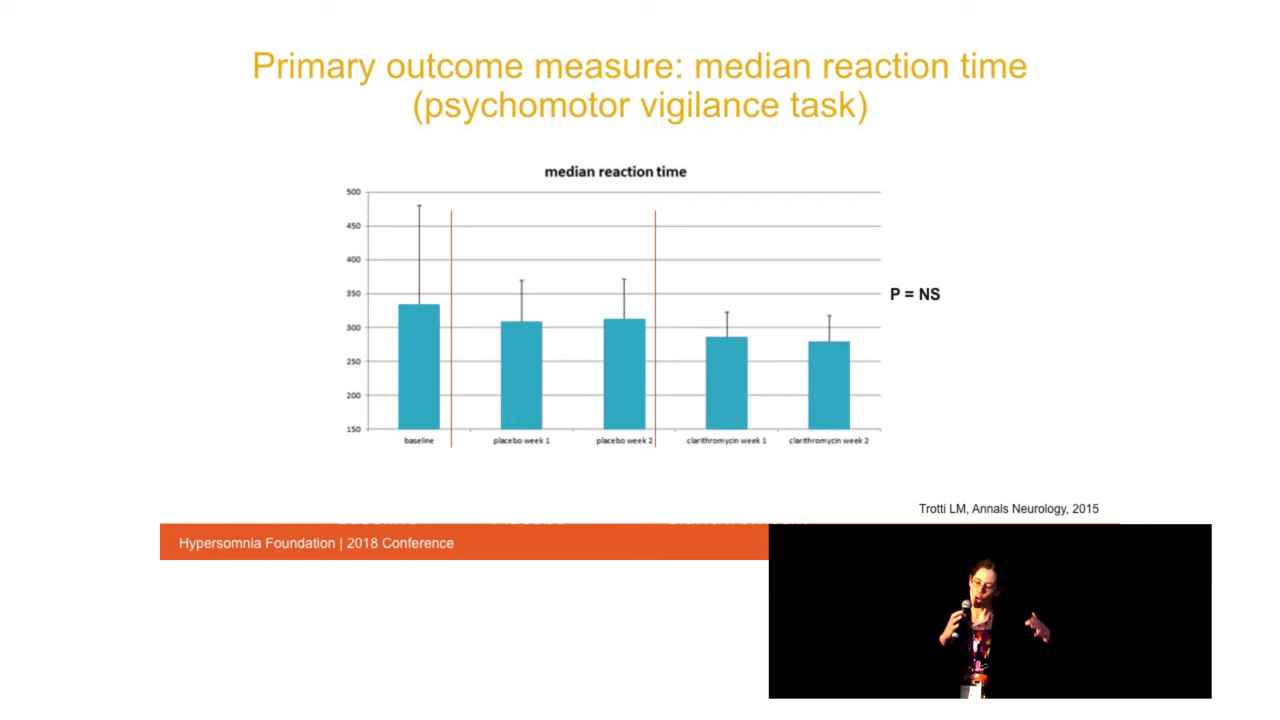 Primary outcome measure: median reaction time
(psychomotor vigilance task)
median reaction time
500
450
400
350
300
250
200
150
baseline
placebo week 1
placebo week 2
clarithromycin week 1
clarithromycin week 2
P = NS
Trotti LM, Annals Neurology, 2015
Hypersomnia Foundation | 2018 Conference